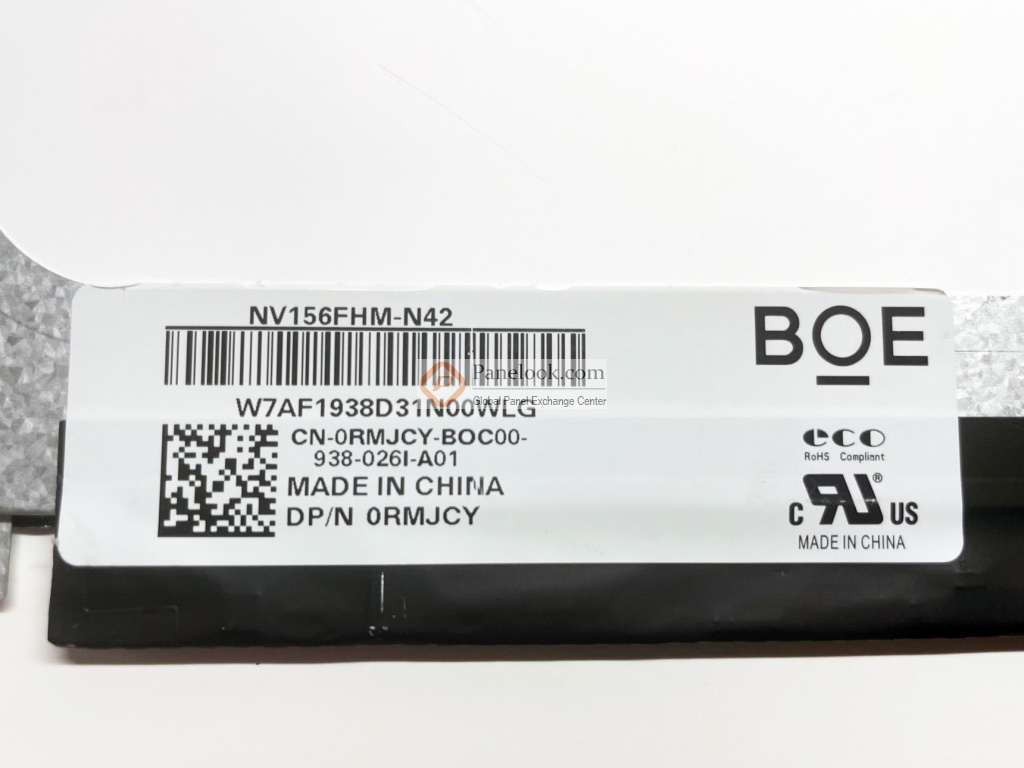 NV156FHM-N42
BOE
Panelook.com
Global Panel Exchange Center
W7AF1938D31N00WLG
CN-0RMJCY-BOC00-
938-026I-A01
MADE IN CHINA
DP/N 0RMJCY
eco
RoHS Compliant
C RU ® US
MADE IN CHINA